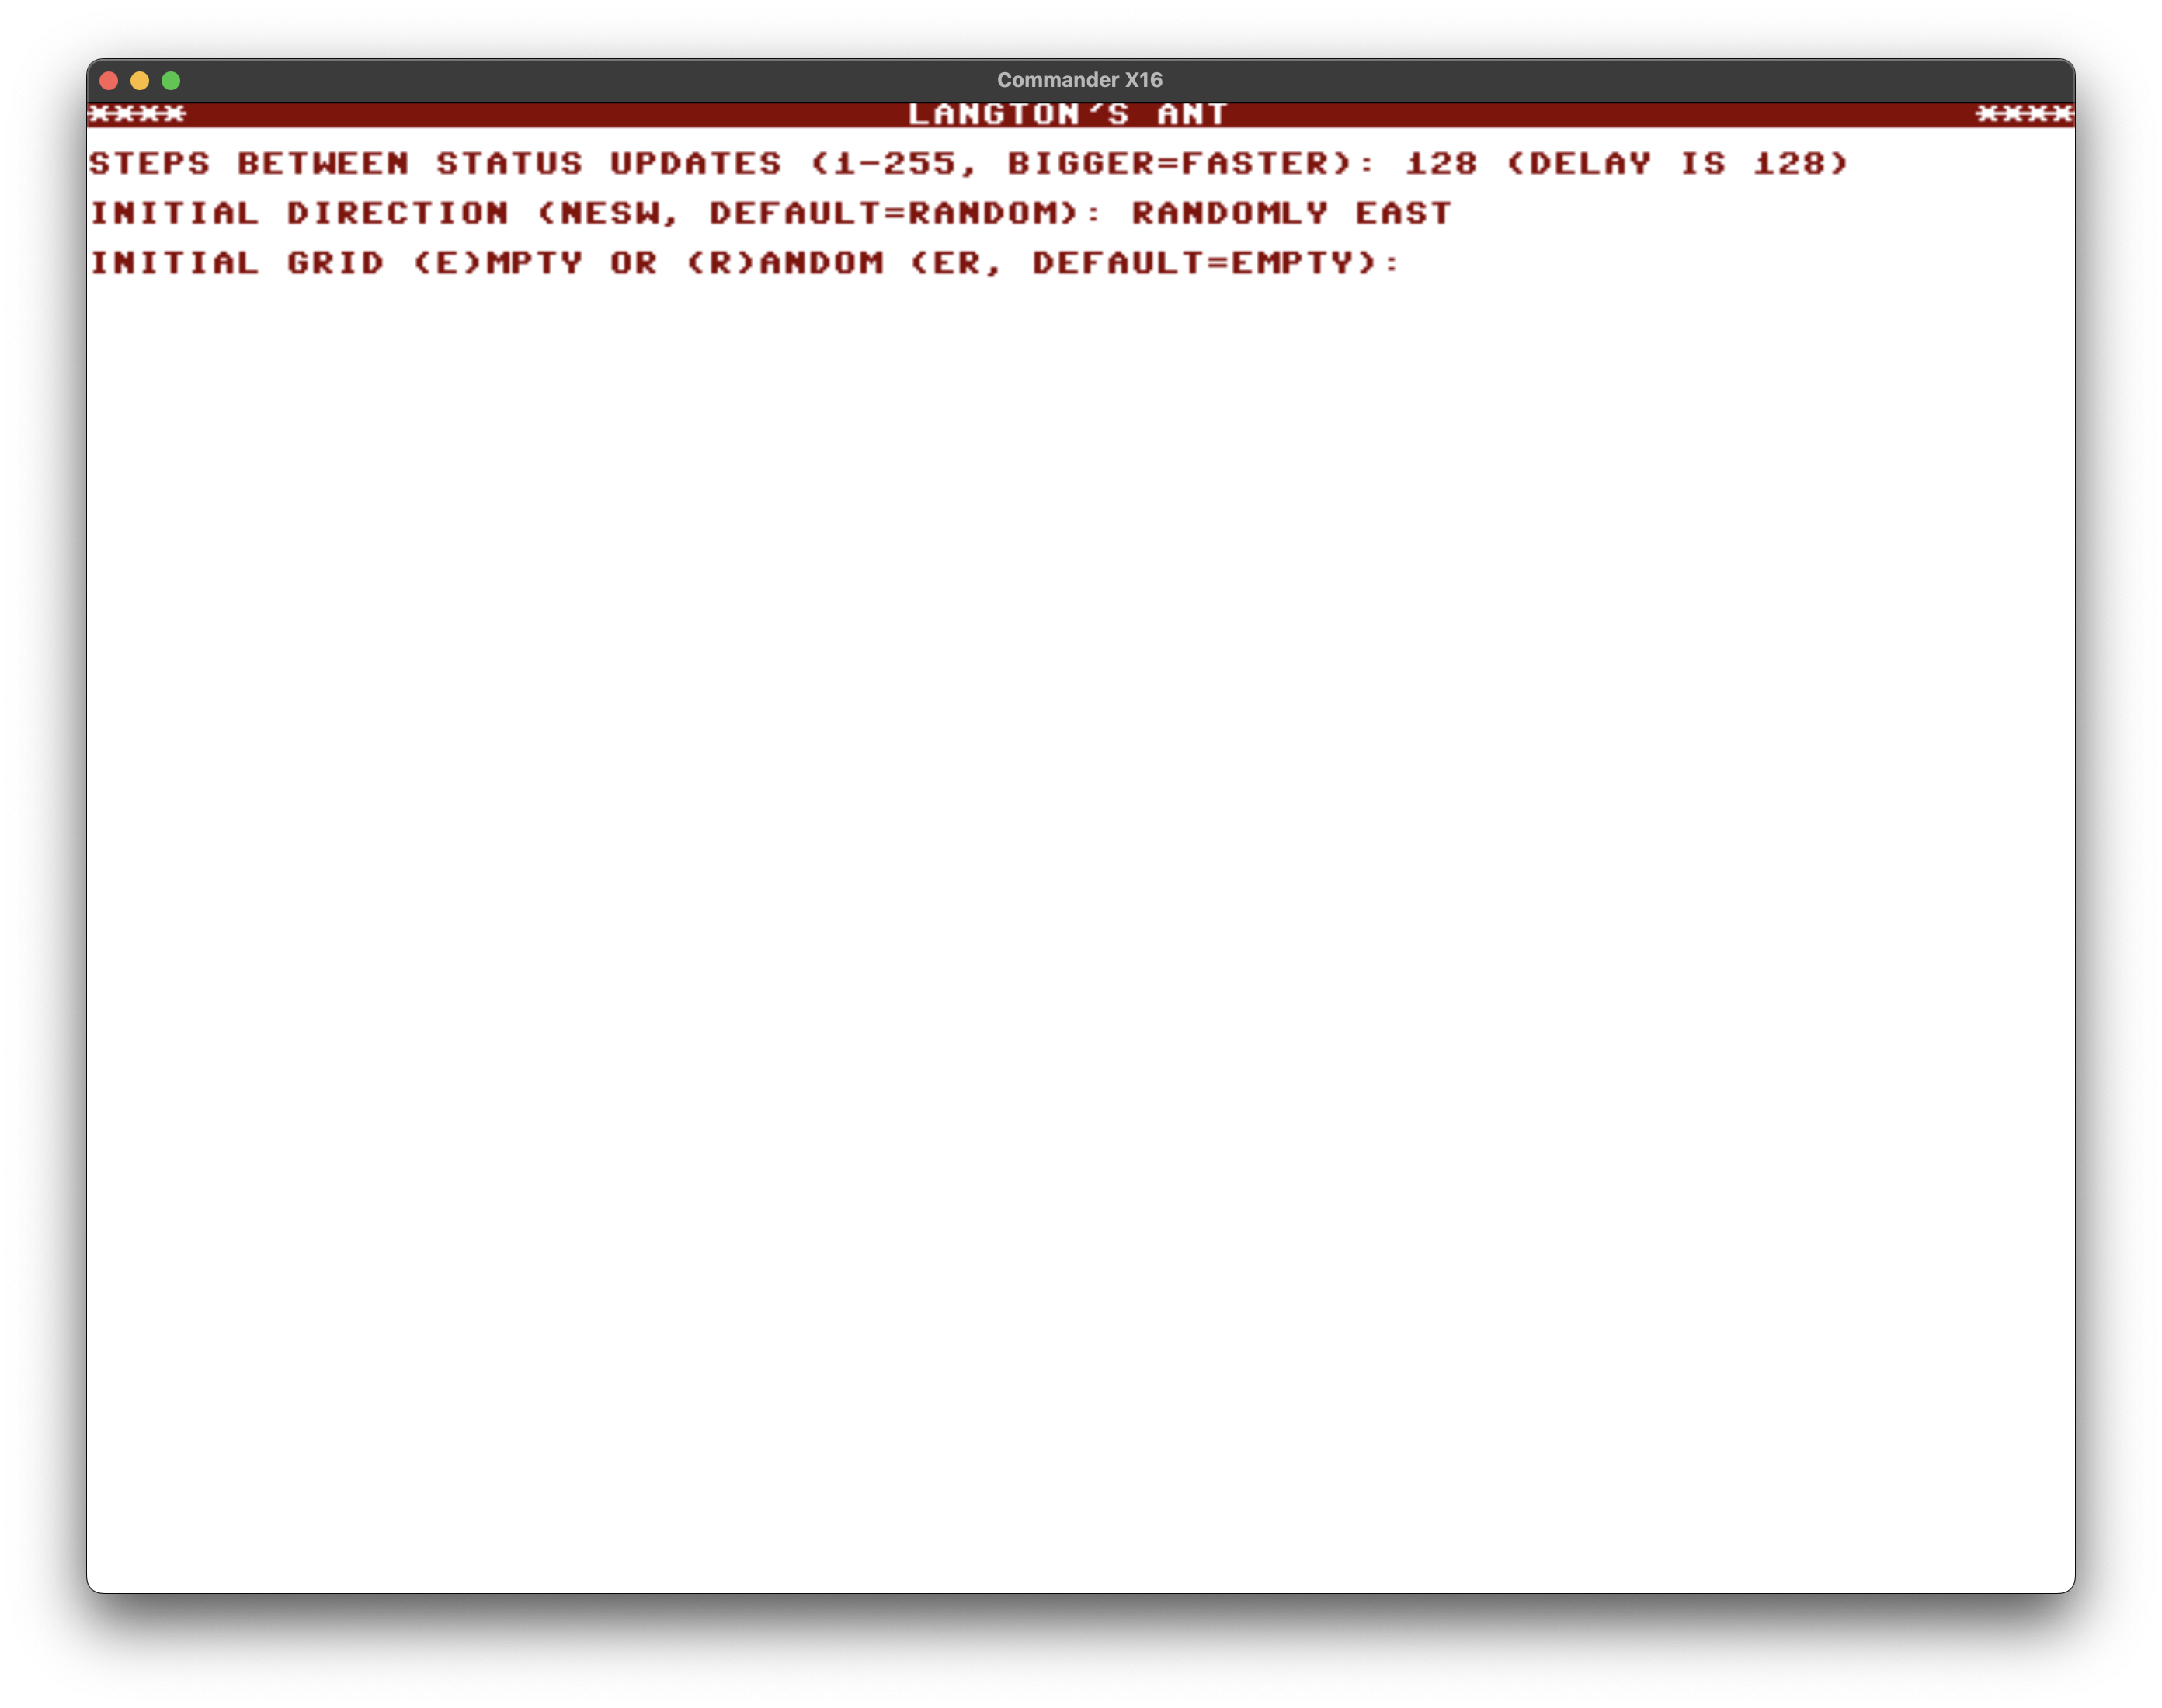 Commander X16
**** LANGTON'S ANT ****
STEPS BETWEEN STATUS UPDATES (1-255, BIGGER=FASTER): 128 (DELAY IS 128)
INITIAL DIRECTION (NESW, DEFAULT=RANDOM): RANDOMLY EAST
INITIAL GRID (E)MPTY OR (R)ANDOM (ER, DEFAULT=EMPTY):